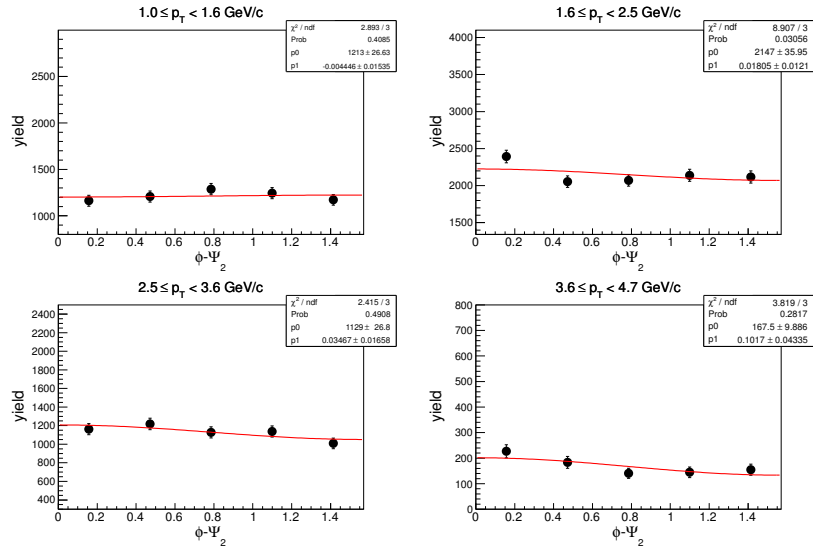 1.0 ≤ p_T < 1.6 GeV/c
χ² / ndf 2.893 / 3
Prob 0.4085
p0 1213 ± 26.63
p1 -0.004446 ± 0.01535
yield
2500
2000
1500
1000
0 0.2 0.4 0.6 0.8 1 1.2 1.4
ϕ-Ψ_2
1.6 ≤ p_T < 2.5 GeV/c
χ² / ndf 8.907 / 3
Prob 0.03056
p0 2147 ± 35.95
p1 0.01805 ± 0.0121
yield
4000
3500
3000
2500
2000
1500
0 0.2 0.4 0.6 0.8 1 1.2 1.4
ϕ-Ψ_2
2.5 ≤ p_T < 3.6 GeV/c
χ² / ndf 2.415 / 3
Prob 0.4908
p0 1129 ± 26.8
p1 0.03467 ± 0.01658
yield
2400
2200
2000
1800
1600
1400
1200
1000
800
600
400
0 0.2 0.4 0.6 0.8 1 1.2 1.4
ϕ-Ψ_2
3.6 ≤ p_T < 4.7 GeV/c
χ² / ndf 3.819 / 3
Prob 0.2817
p0 167.5 ± 9.886
p1 0.1017 ± 0.04335
yield
800
700
600
500
400
300
200
100
0
0 0.2 0.4 0.6 0.8 1 1.2 1.4
ϕ-Ψ_2